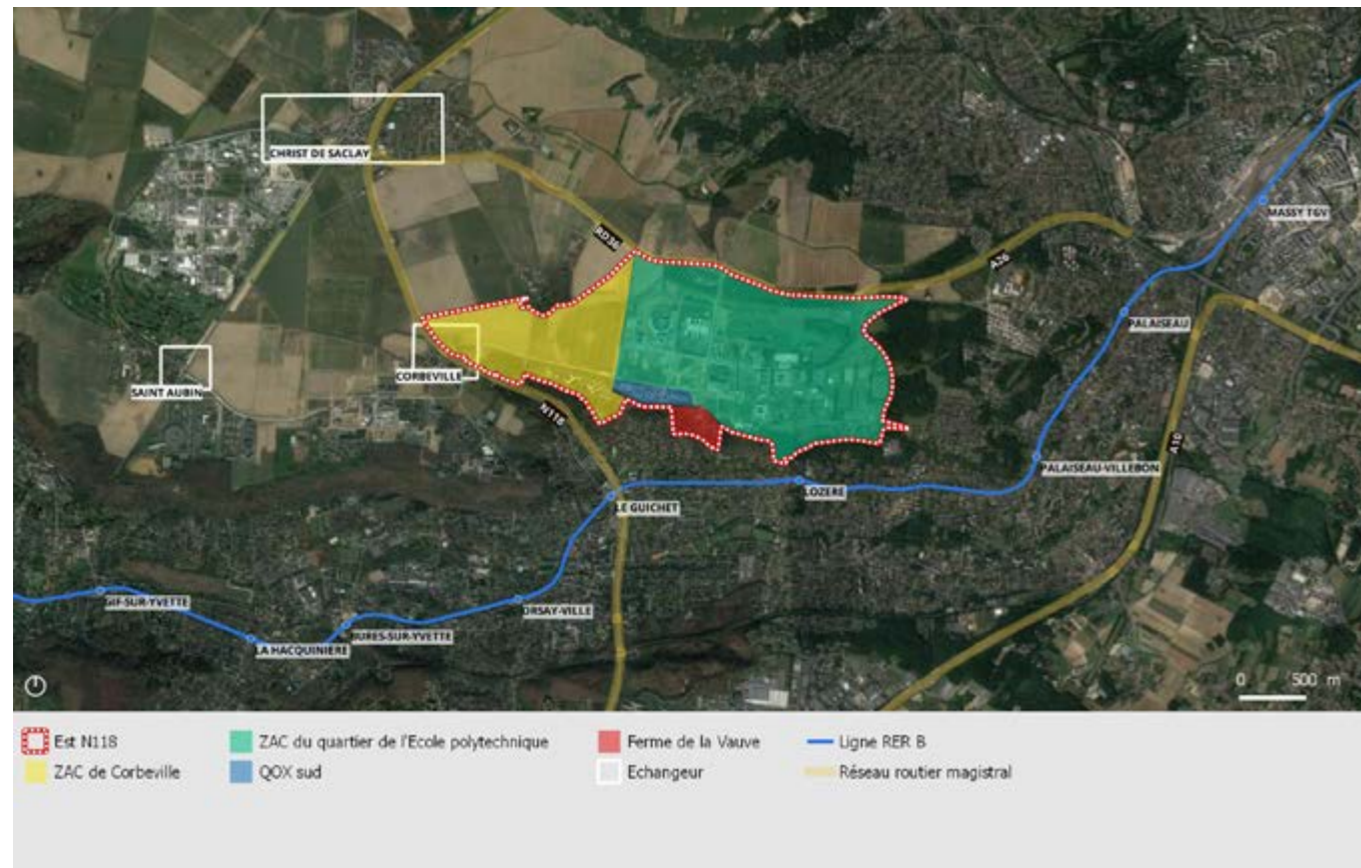 CHRIST DE SACLAY
MASSY TGV
RD36
A26
PALAISEAU
CORBEVILLE
SAINT AUBIN
N118
A10
PALAISEAU-VILLEBON
LOZERE
LE GUICHET
GIF-SUR-YVETTE
ORSAY-VILLE
BURES-SUR-YVETTE
LA HACQUINIERE
0 500 m
Est N118
ZAC du quartier de l'Ecole polytechnique
Ferme de la Vauve
Ligne RER B
ZAC de Corbeville
QOX sud
Echangeur
Réseau routier magistral